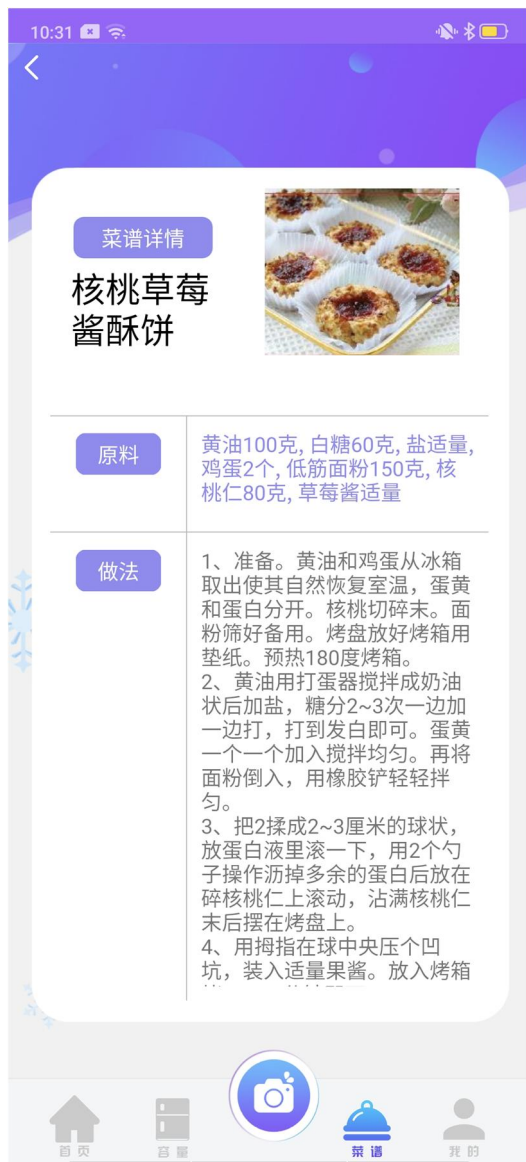 10:31
菜谱详情
核桃草莓
酱酥饼
原料
黄油100克, 白糖60克, 盐适量,
鸡蛋2个, 低筋面粉150克, 核
桃仁80克, 草莓酱适量
做法
1、准备。黄油和鸡蛋从冰箱
取出使其自然恢复室温，蛋黄
和蛋白分开。核桃切碎末。面
粉筛好备用。烤盘放好烤箱用
垫纸。预热180度烤箱。
2、黄油用打蛋器搅拌成奶油
状后加盐，糖分2~3次一边加
一边打，打到发白即可。蛋黄
一个一个加入搅拌均匀。再将
面粉倒入，用橡胶铲轻轻拌
匀。
3、把2揉成2~3厘米的球状，
放蛋白液里滚一下，用2个勺
子操作沥掉多余的蛋白后放在
碎核桃仁上滚动，沾满核桃仁
末后摆在烤盘上。
4、用拇指在球中央压个凹
坑，装入适量果酱。放入烤箱
首页
容量
菜谱
我的